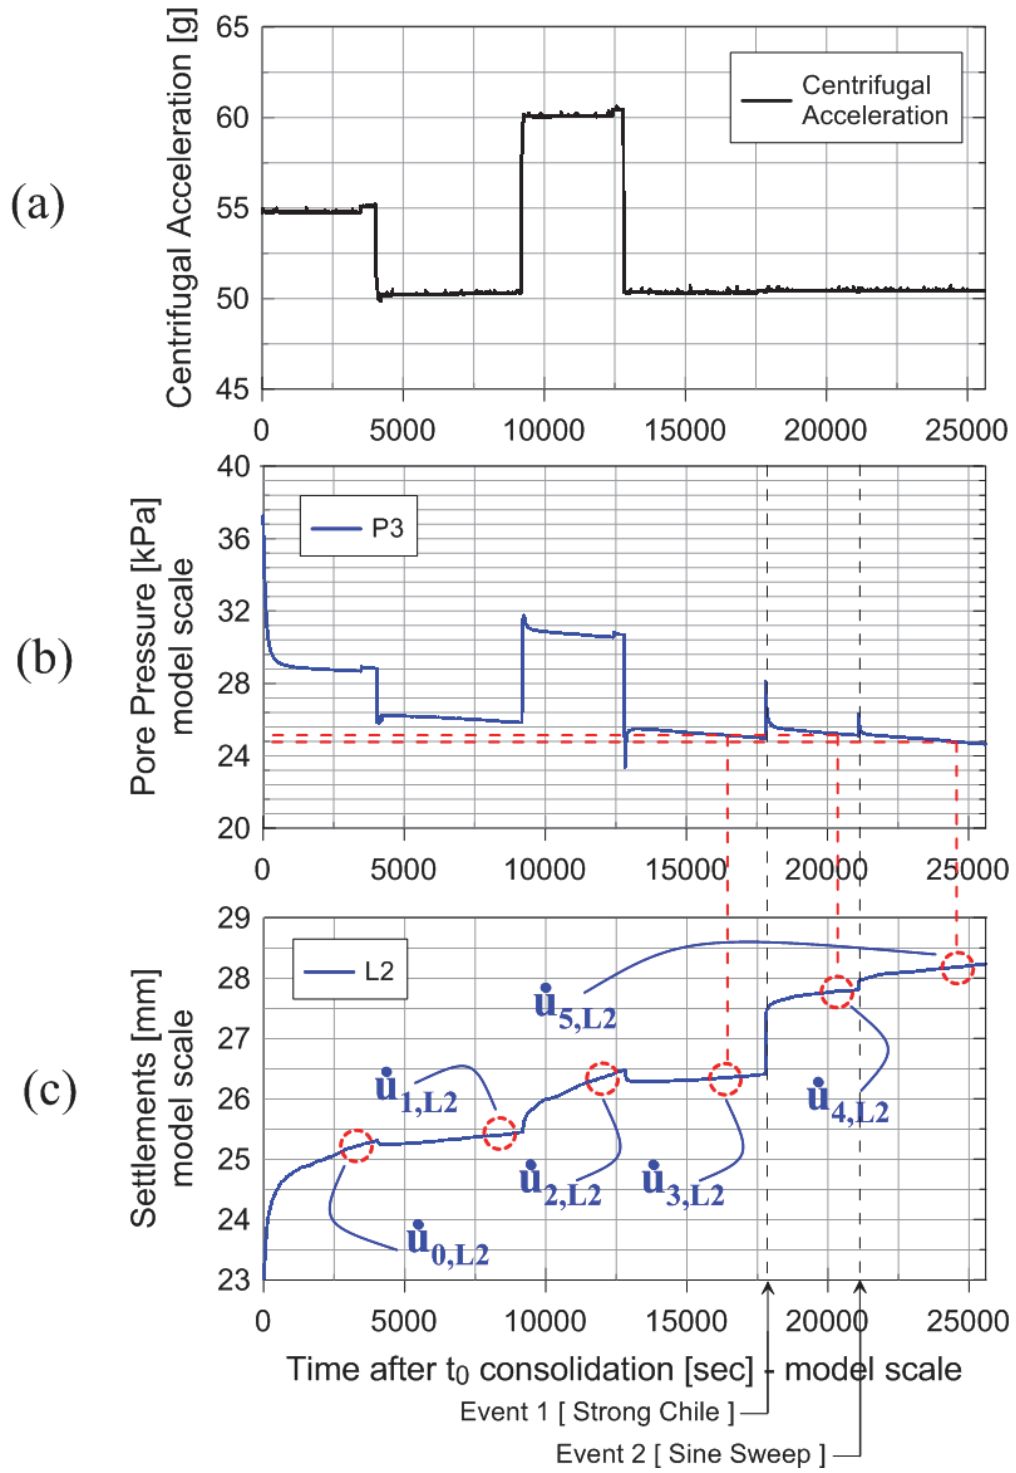 (a)
Centrifugal Acceleration [g]
65
60
55
50
45
Centrifugal
Acceleration
0 5000 10000 15000 20000 25000
(b)
Pore Pressure [kPa]
model scale
40
36
32
28
24
20
P3
0 5000 10000 15000 20000 25000
(c)
Settlements [mm]
model scale
29
28
27
26
25
24
23
L2
u̇5,L2
u̇1,L2
u̇4,L2
u̇2,L2
u̇3,L2
u̇0,L2
0 5000 10000 15000 20000 25000
Time after t0 consolidation [sec] - model scale
Event 1 [ Strong Chile ]
Event 2 [ Sine Sweep ]